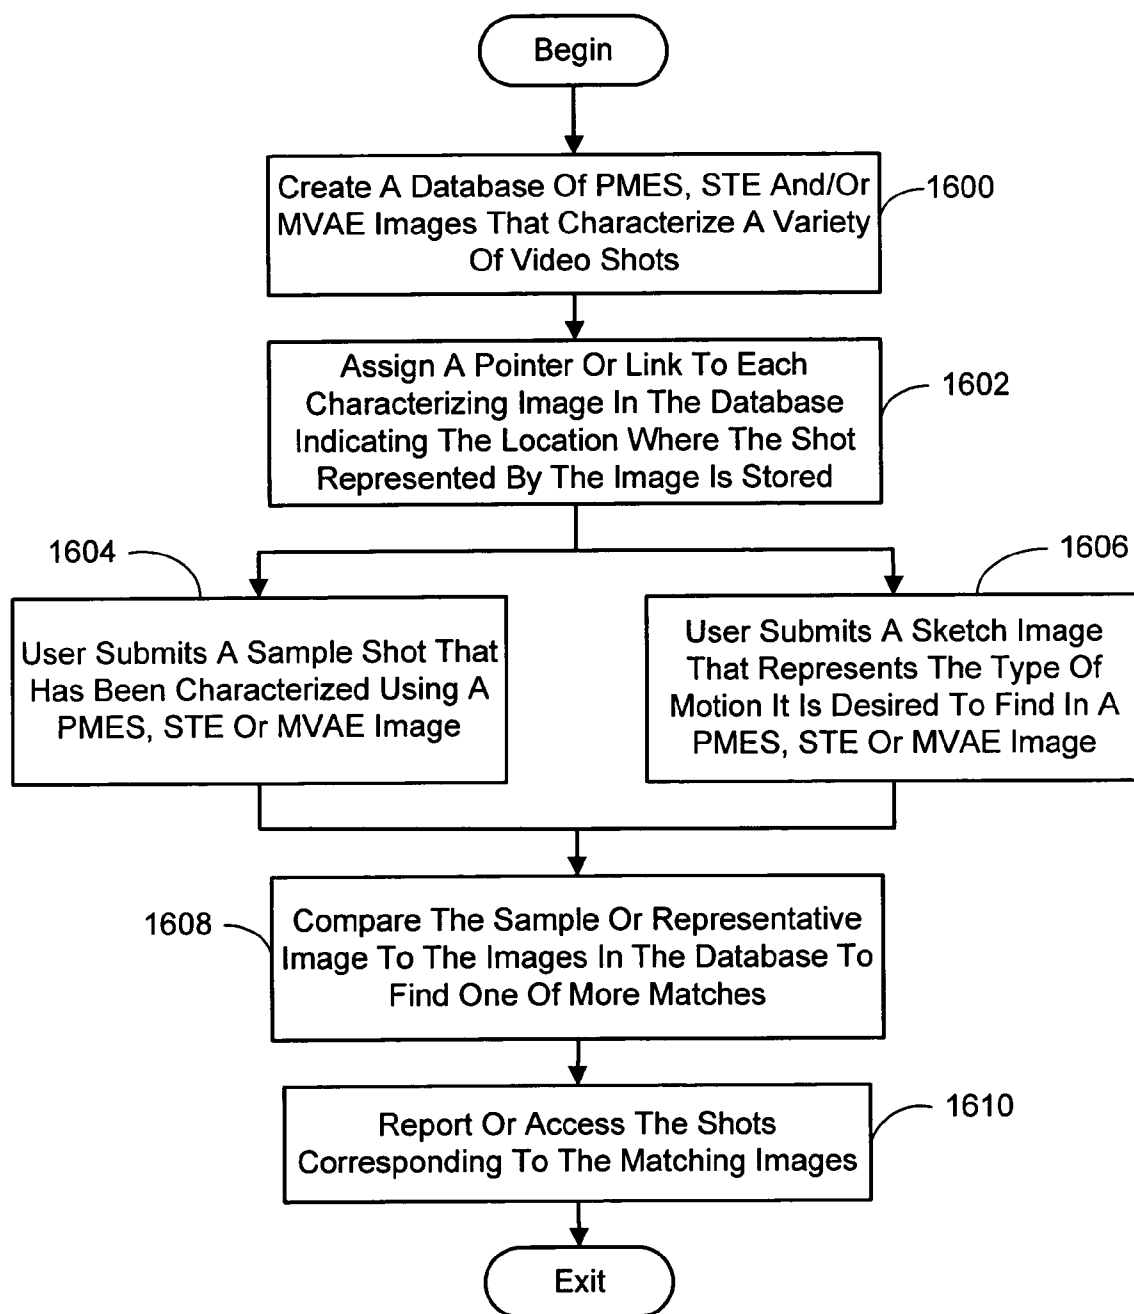 Begin
Create A Database Of PMES, STE And/Or
MVAE Images That Characterize A Variety
Of Video Shots
1600
Assign A Pointer Or Link To Each
Characterizing Image In The Database
Indicating The Location Where The Shot
Represented By The Image Is Stored
1602
1604
User Submits A Sample Shot That
Has Been Characterized Using A
PMES, STE Or MVAE Image
1606
User Submits A Sketch Image
That Represents The Type Of
Motion It Is Desired To Find In A
PMES, STE Or MVAE Image
1608
Compare The Sample Or Representative
Image To The Images In The Database To
Find One Of More Matches
Report Or Access The Shots
Corresponding To The Matching Images
1610
Exit